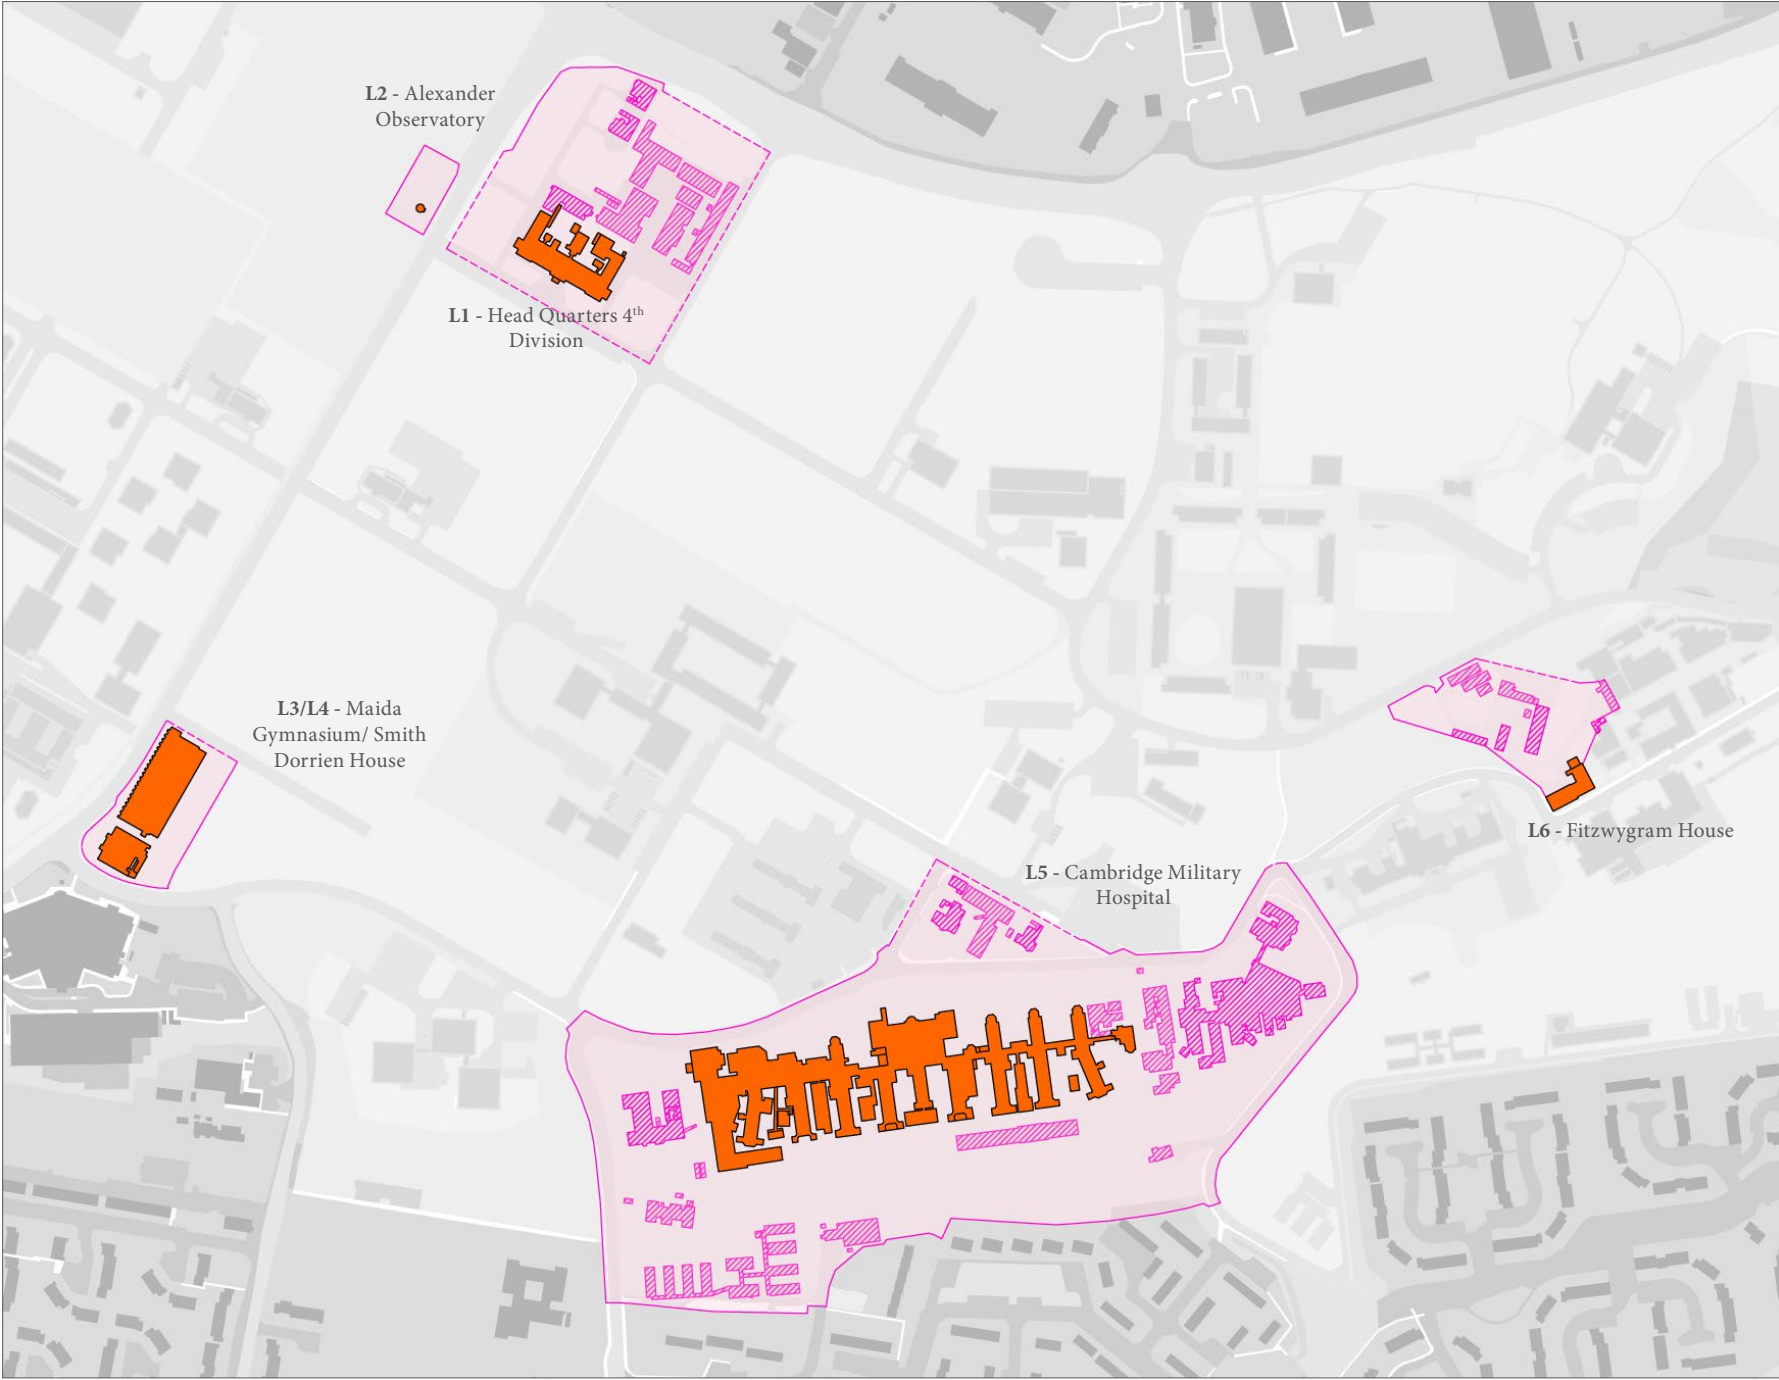 L2 - Alexander
Observatory
L1 - Head Quarters 4th
Division
L3/L4 - Maida
Gymnasium/ Smith
Dorrien House
L6 - Fitzwygram House
L5 - Cambridge Military
Hospital